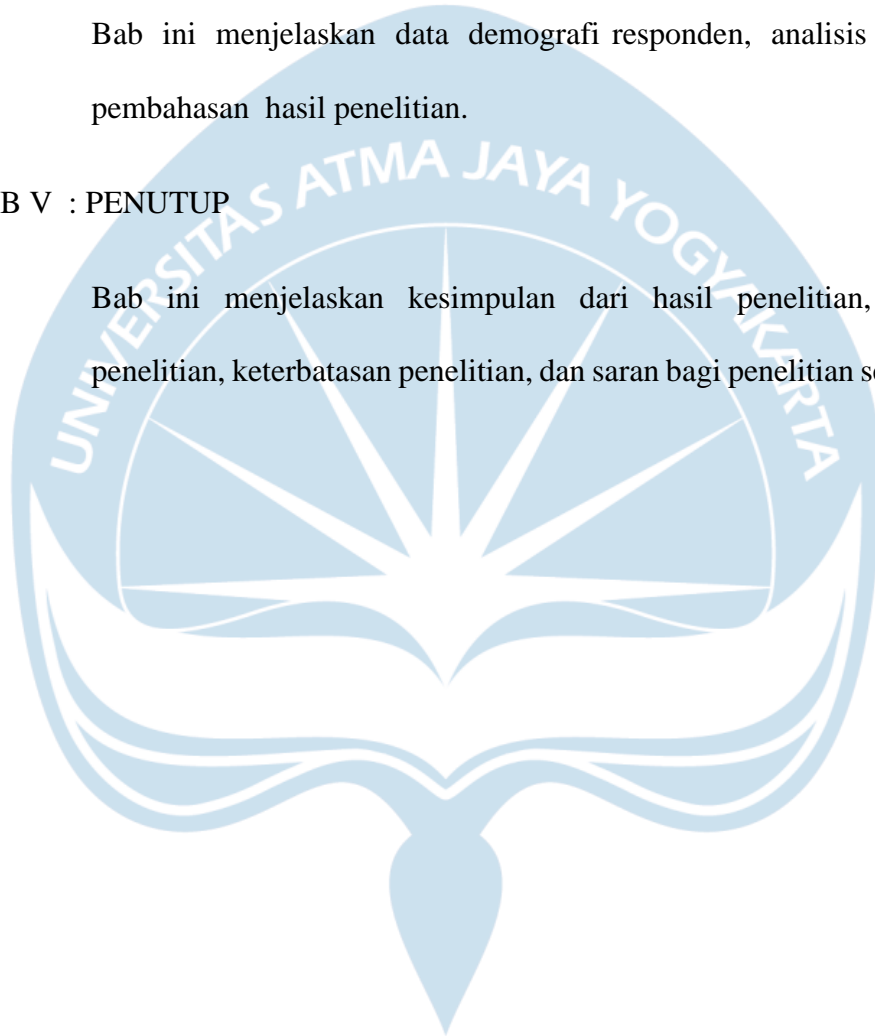 Bab ini menjelaskan data demografi responden, analisis
pembahasan hasil penelitian.
UNIVERSITAS ATMA JAYA YOGYAKARTA
B V : PENUTUP
Bab ini menjelaskan kesimpulan dari hasil penelitian,
penelitian, keterbatasan penelitian, dan saran bagi penelitian